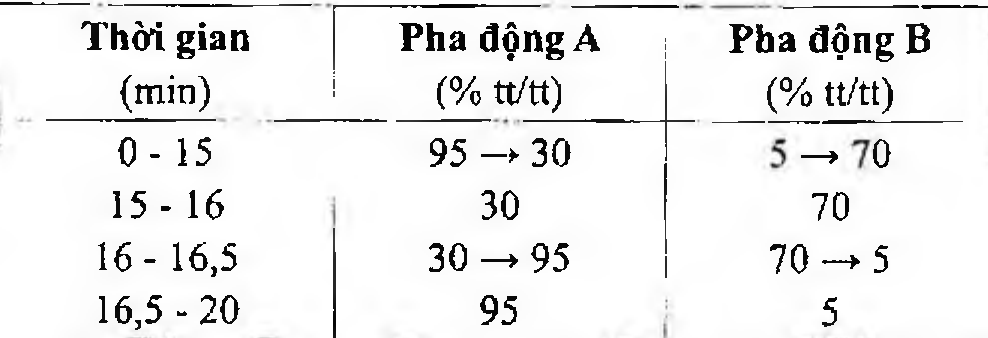 Thời gian Pha động A Pha động B
(min) (% tt/tt) (% tt/tt)
0 - 15 95 → 30 5 → 70
15 - 16 30 70
16 - 16,5 30 → 95 70 → 5
16,5 - 20 95 5